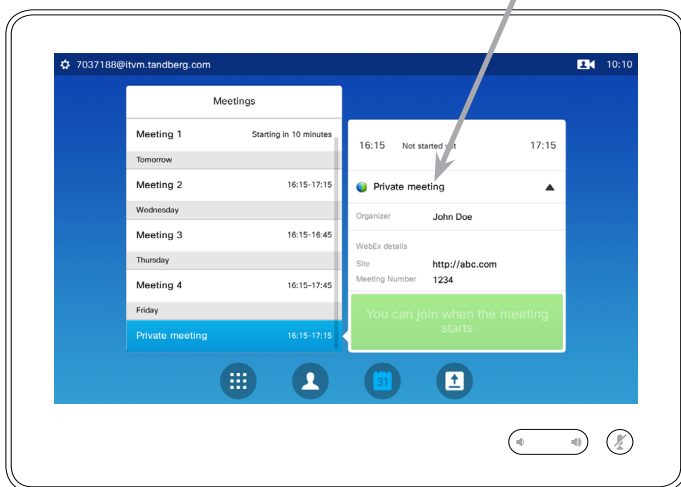 7037188@itvm.tandberg.com
10:10
Meetings
Meeting 1 Starting in 10 minutes
Tomorrow
Meeting 2 16:15-17:15
Wednesday
Meeting 3 16:15-16:45
Thursday
Meeting 4 16:15-17:45
Friday
Private meeting 16:15-17:15
16:15 Not started yet 17:15
Private meeting
Organizer John Doe
WebEx details
Site http://abc.com
Meeting Number 1234
You can join when the meeting
starts
31